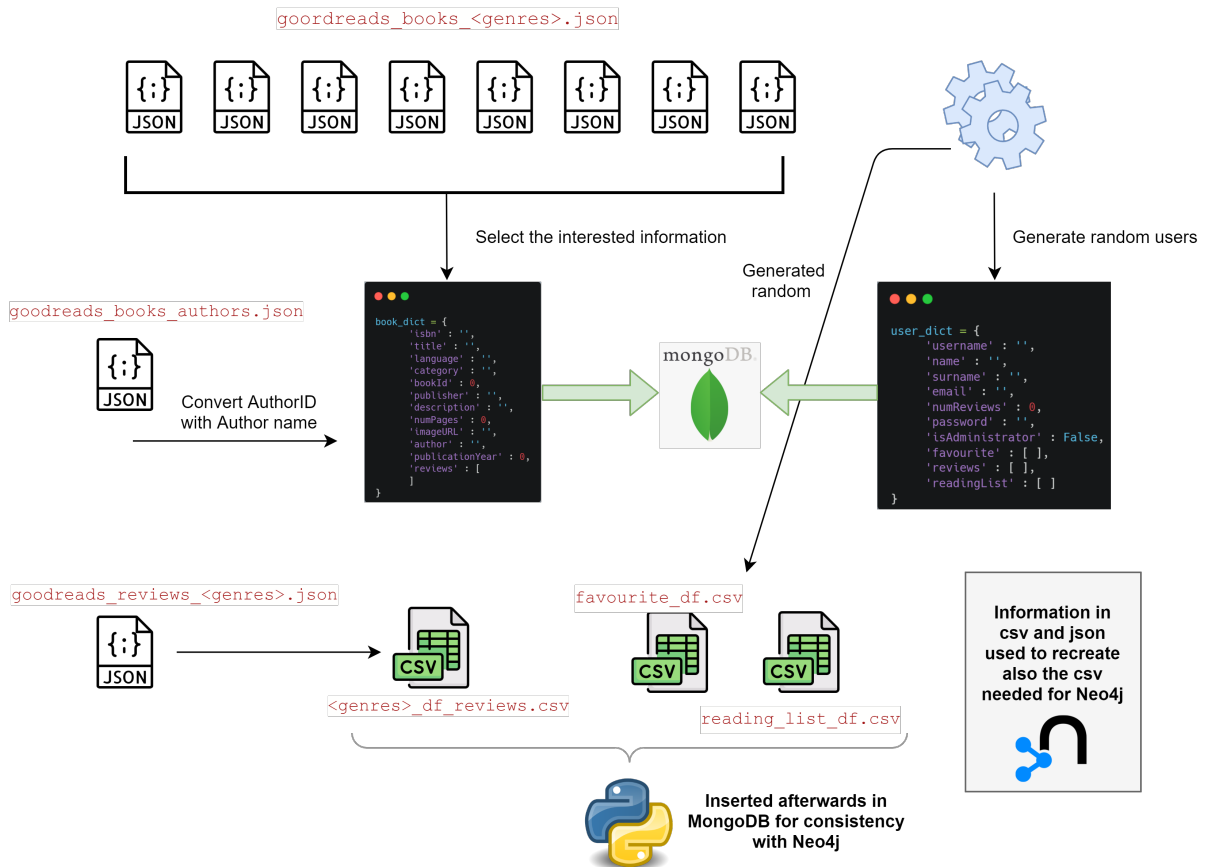 goordreads_books_<genres>.json
{;}
JSON
{;}
JSON
{;}
JSON
{;}
JSON
{;}
JSON
{;}
JSON
{;}
JSON
{;}
JSON
Select the interested information
Generate random users
Generated
random
goodreads_books_authors.json
{;}
JSON
Convert AuthorID
with Author name
book_dict = {
'isbn' : '',
'title' : '',
'language' : '',
'category' : '',
'bookId' : 0,
'publisher' : '',
'description' : '',
'numPages' : 0,
'imageURL' : '',
'author' : '',
'publicationYear' : 0,
'reviews' : [
]
}
mongoDB®
user_dict = {
'username' : '',
'name' : '',
'surname' : '',
'email' : '',
'numReviews' : 0,
'password' : '',
'isAdministrator' : False,
'favourite' : [ ],
'reviews' : [ ],
'readingList' : [ ]
}
goodreads_reviews_<genres>.json
{;}
JSON
CSV
<genres>_df_reviews.csv
favourite_df.csv
CSV
CSV
reading_list_df.csv
Information in
csv and json
used to recreate
also the csv
needed for Neo4j
Inserted afterwards in
MongoDB for consistency
with Neo4j